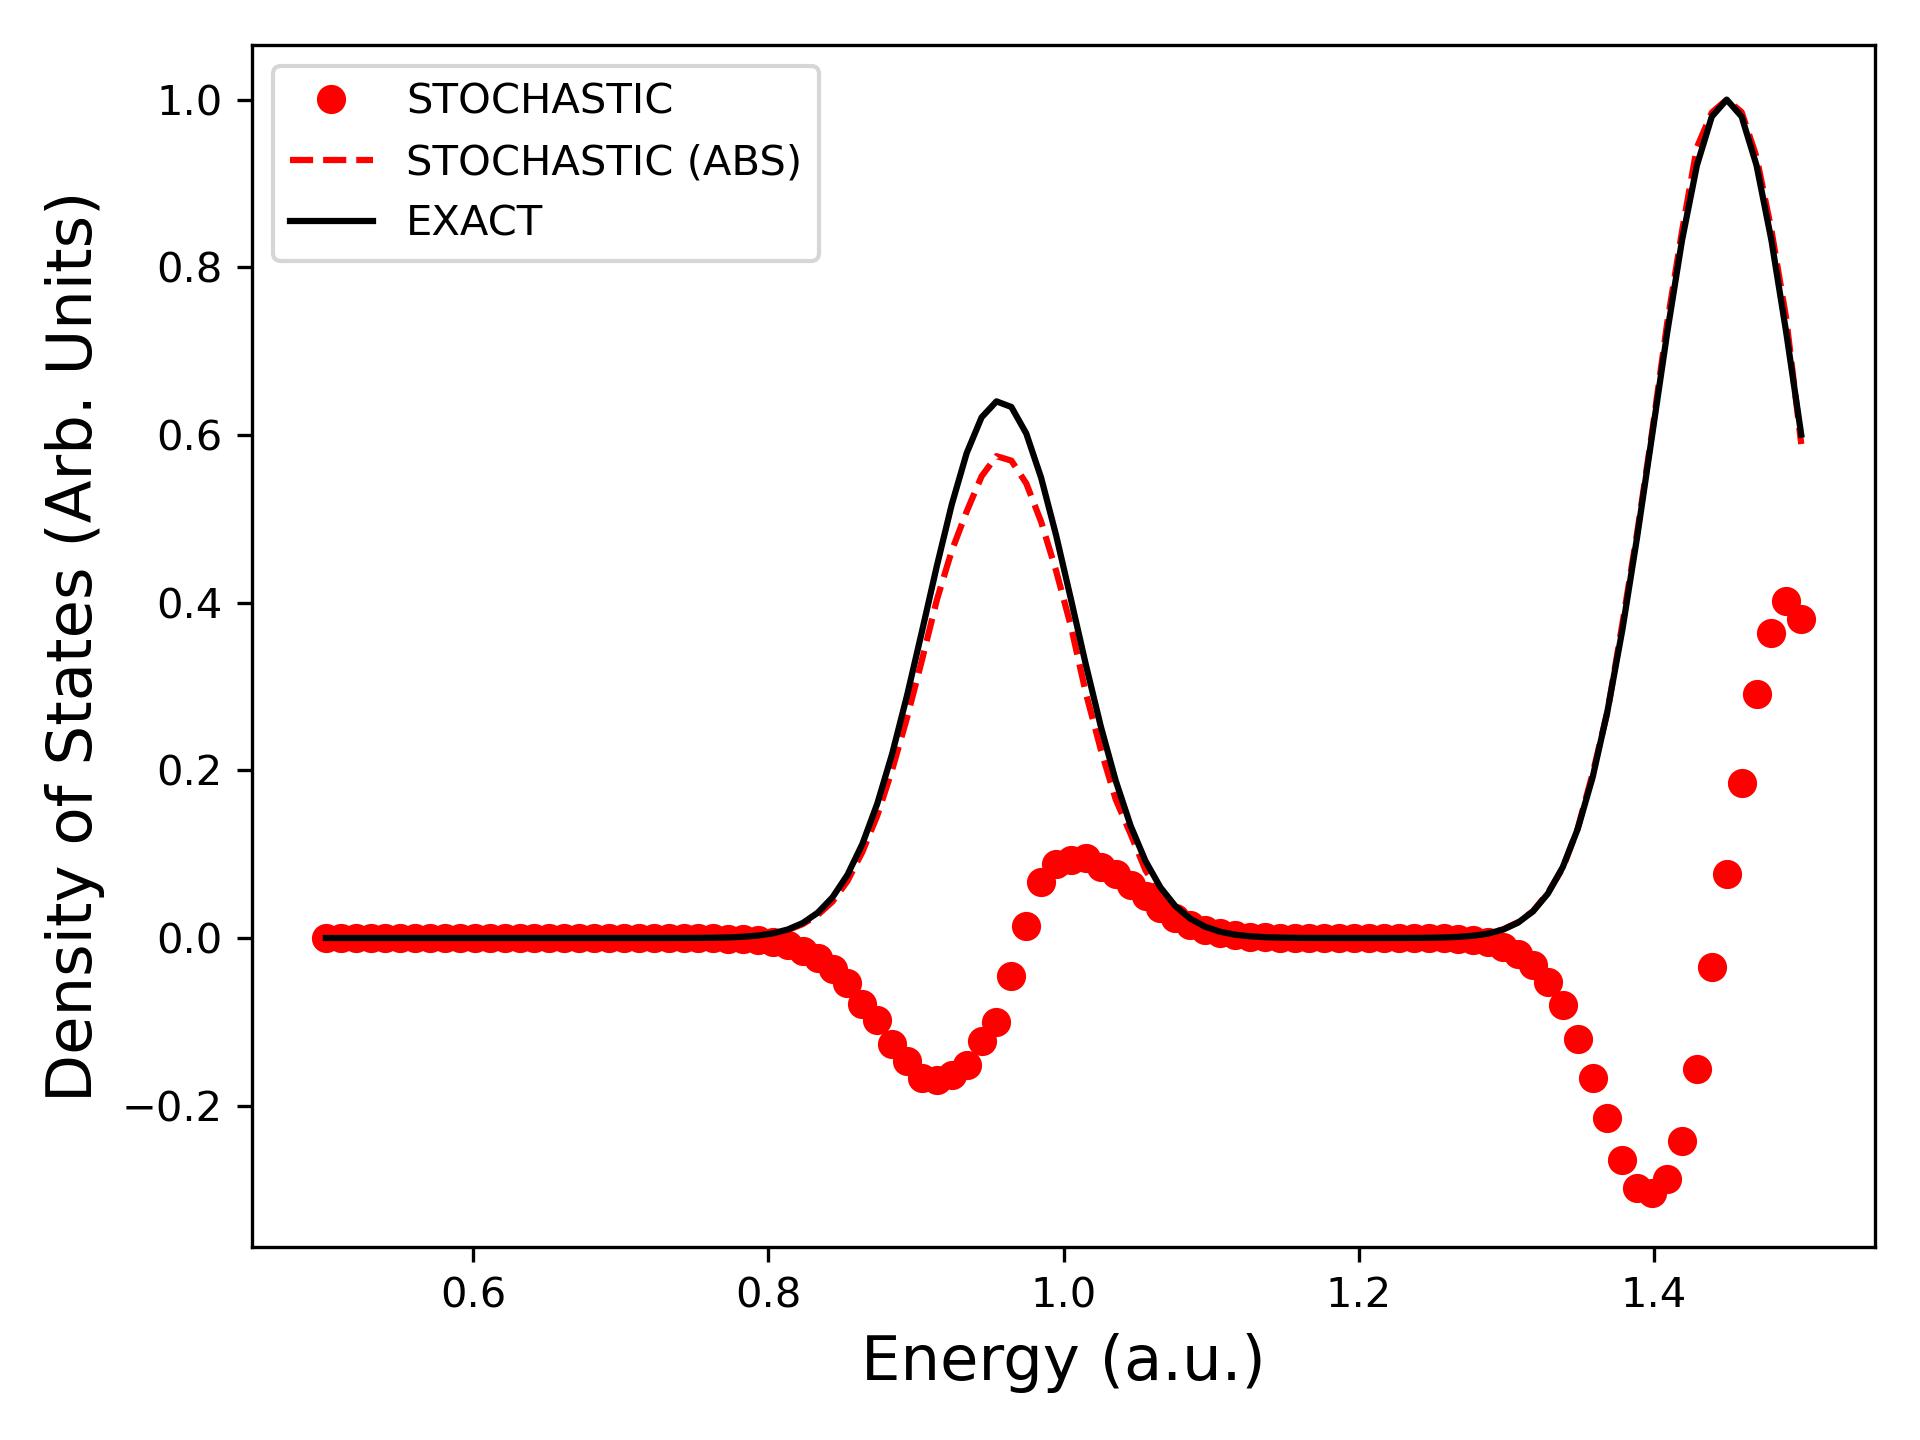 STOCHASTIC
STOCHASTIC (ABS)
EXACT
1.0
0.8
0.6
0.4
0.2
0.0
−0.2
Density of States (Arb. Units)
0.6 0.8 1.0 1.2 1.4
Energy (a.u.)